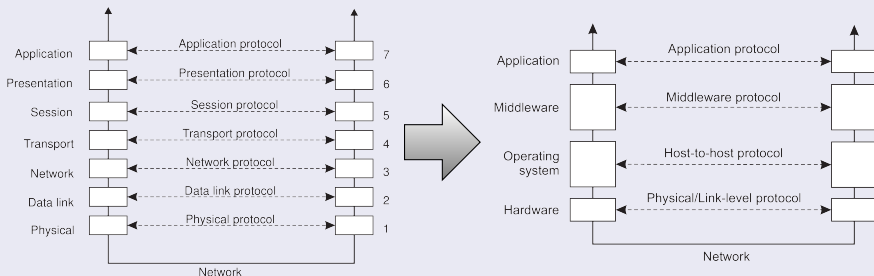 Application
Application protocol
7
Presentation
Presentation protocol
6
Session
Session protocol
5
Transport
Transport protocol
4
Network
Network protocol
3
Data link
Data link protocol
2
Physical
Physical protocol
1
Network
Application
Application protocol
Middleware
Middleware protocol
Operating
system
Host-to-host protocol
Hardware
Physical/Link-level protocol
Network